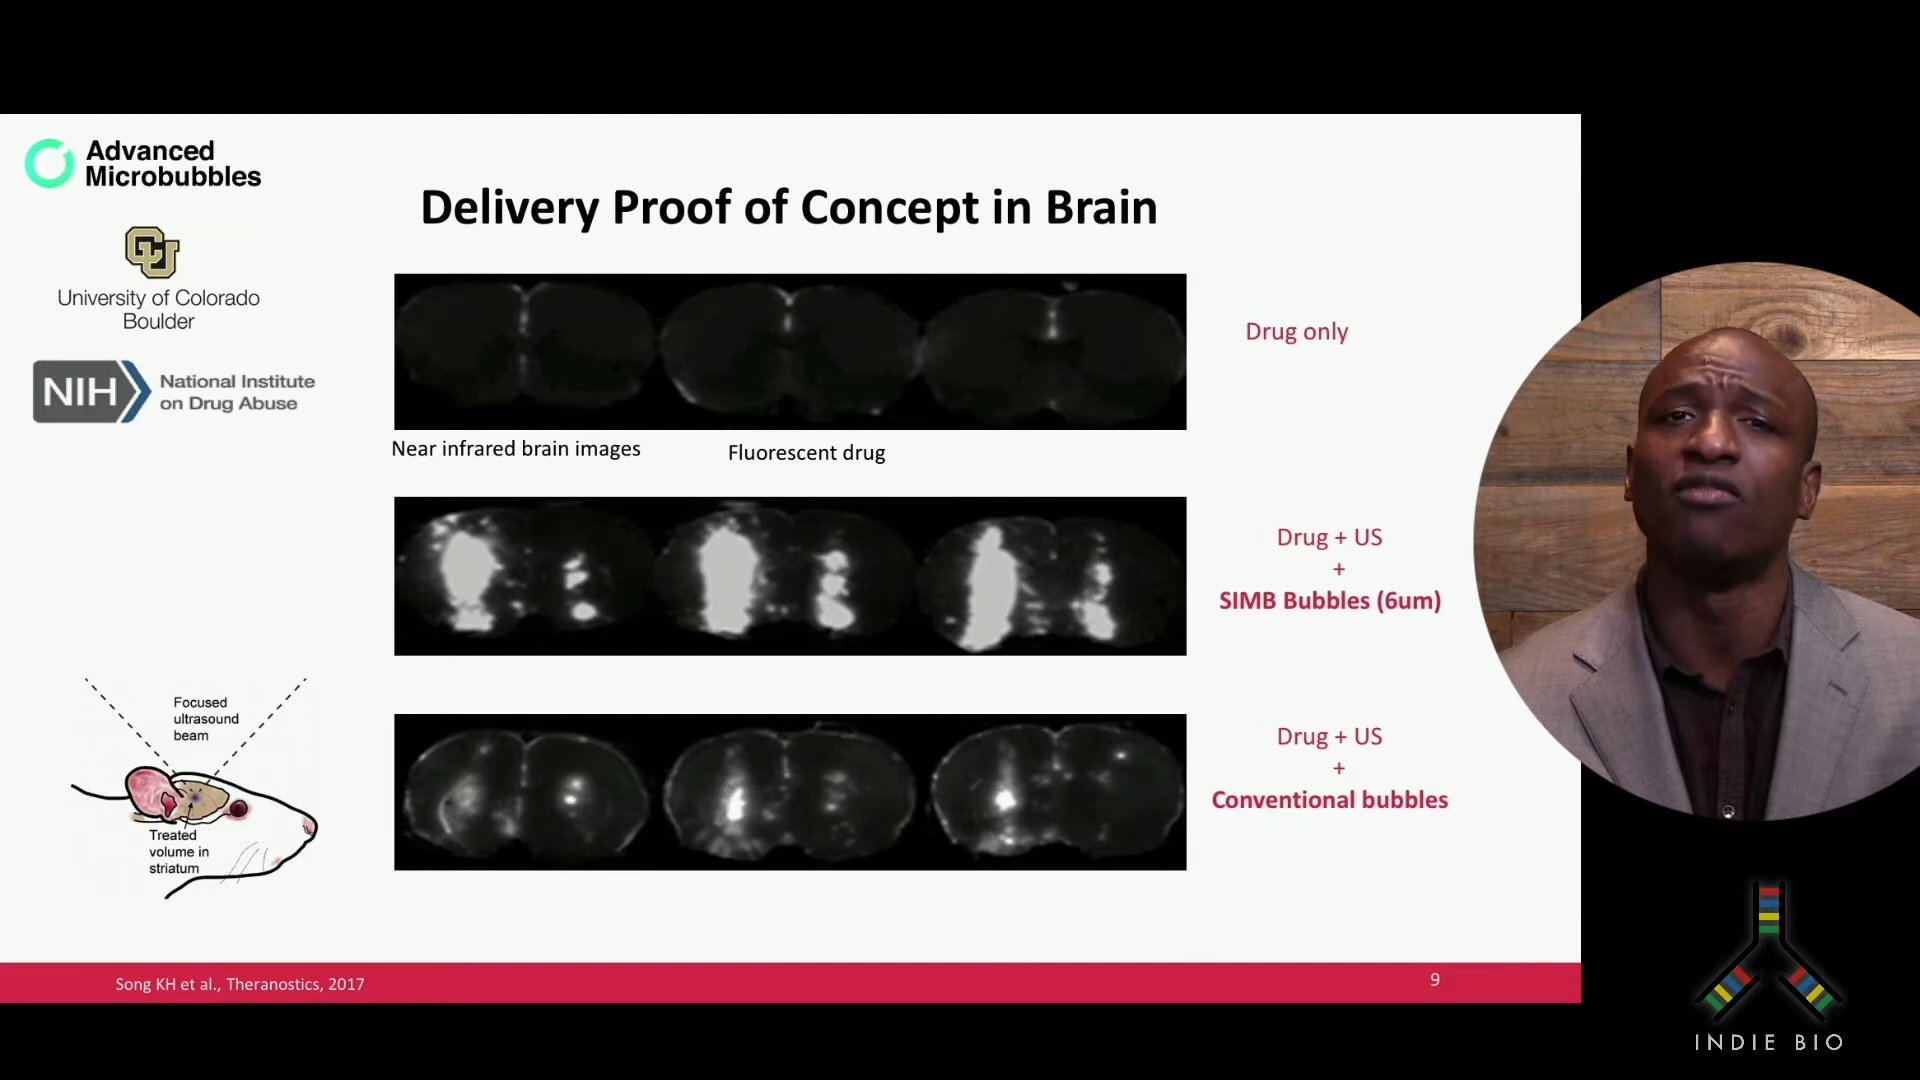 Advanced
Microbubbles
University of Colorado
Boulder
NIH
National Institute
on Drug Abuse
Delivery Proof of Concept in Brain
Drug only
Near infrared brain images
Fluorescent drug
Drug + US
+
SIMB Bubbles (6um)
Drug + US
+
Conventional bubbles
Focused
ultrasound
beam
Treated
volume in
striatum
Song KH et al., Theranostics, 2017
9
INDIE BIO